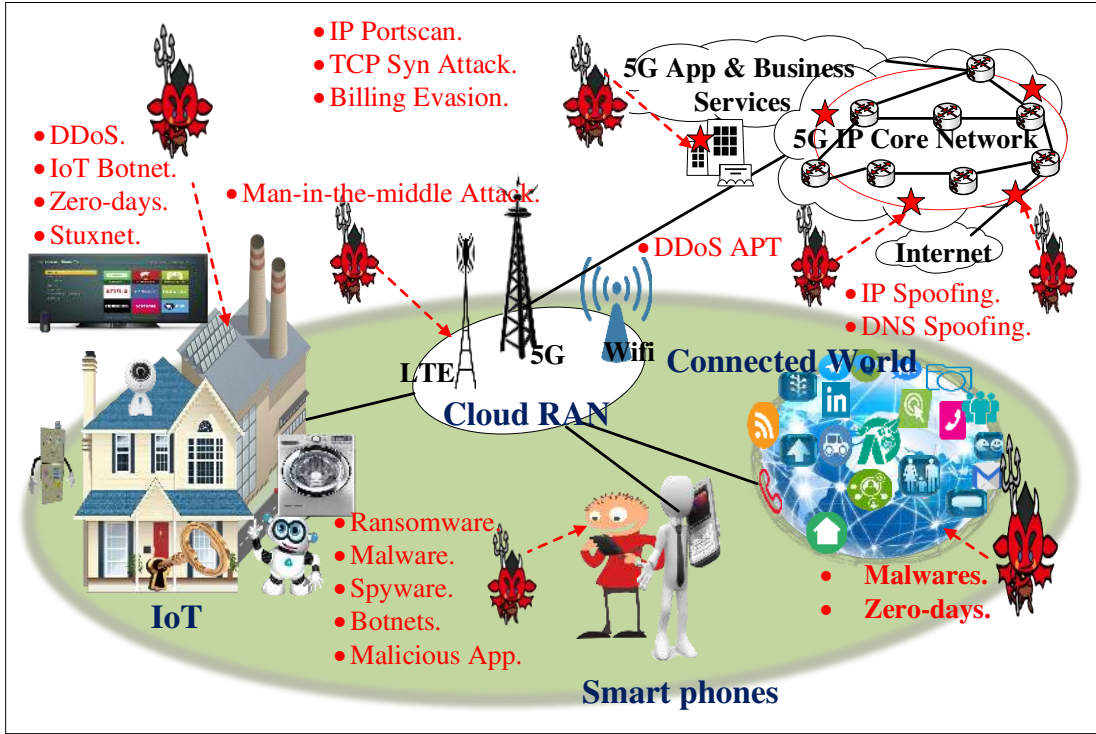 • IP Portscan.
• TCP Syn Attack.
• Billing Evasion.
5G App & Business
Services
5G IP Core Network
• DDoS.
• IoT Botnet.
• Zero-days.
• Stuxnet.
• Man-in-the-middle Attack.
• DDoS APT
Internet
• IP Spoofing.
• DNS Spoofing.
LTE
5G
Wifi
Cloud RAN
Connected World
in
IoT
• Ransomware
• Malware.
• Spyware.
• Botnets.
• Malicious App.
• Malwares.
• Zero-days.
Smart phones